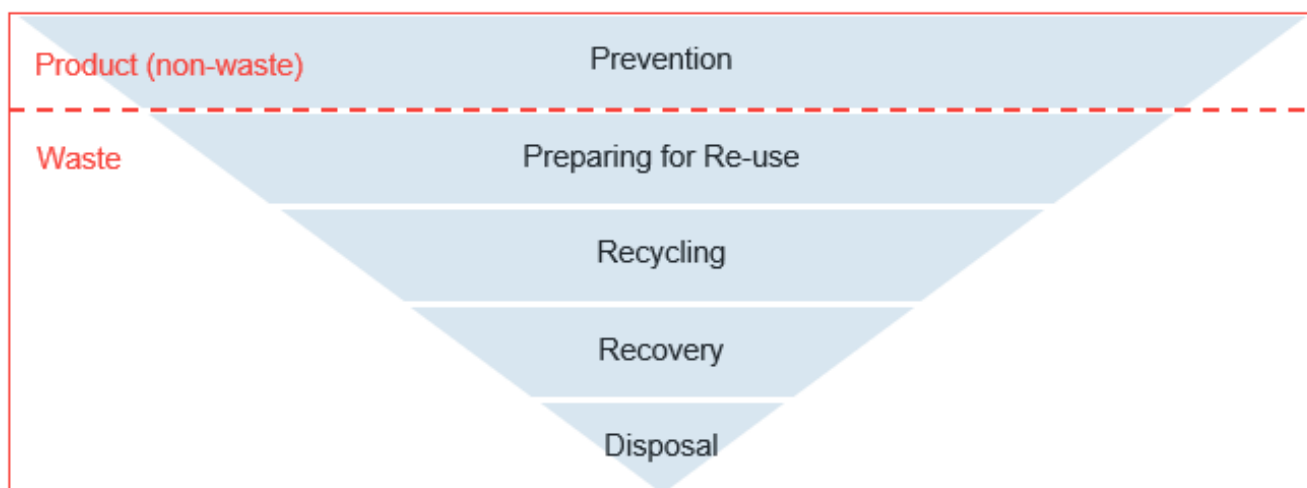 Product (non-waste)
Prevention
Waste
Preparing for Re-use
Recycling
Recovery
Disposal